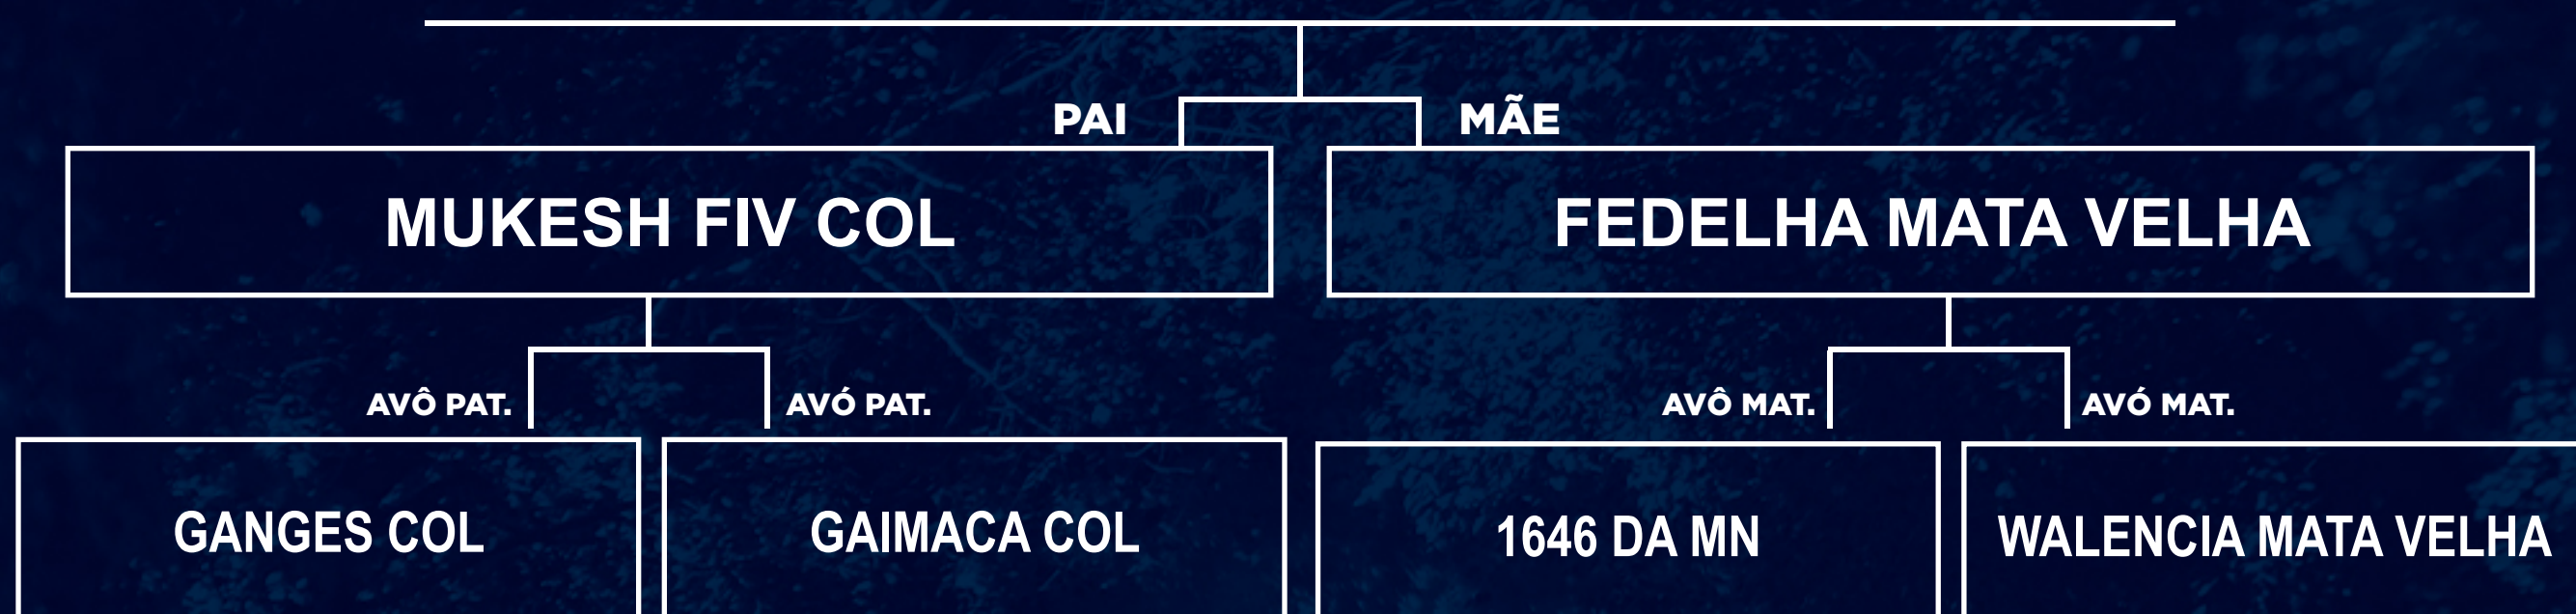 PAI
MÃE
MUKESH FIV COL
FEDELHA MATA VELHA
AVÔ PAT.
AVÓ PAT.
AVÔ MAT.
AVÓ MAT.
GANGES COL
GAIMACA COL
1646 DA MN
WALENCIA MATA VELHA